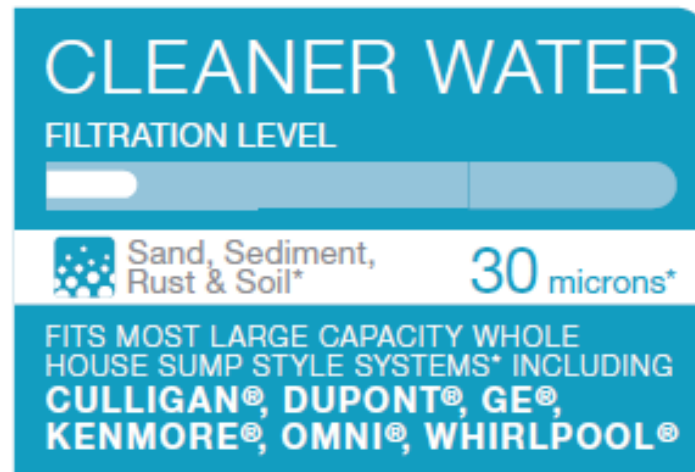 CLEANER WATER
FILTRATION LEVEL
Sand, Sediment,
Rust & Soil*
30 microns*
FITS MOST LARGE CAPACITY WHOLE
HOUSE SUMP STYLE SYSTEMS* INCLUDING
CULLIGAN®, DUPONT®, GE®,
KENMORE®, OMNI®, WHIRLPOOL®